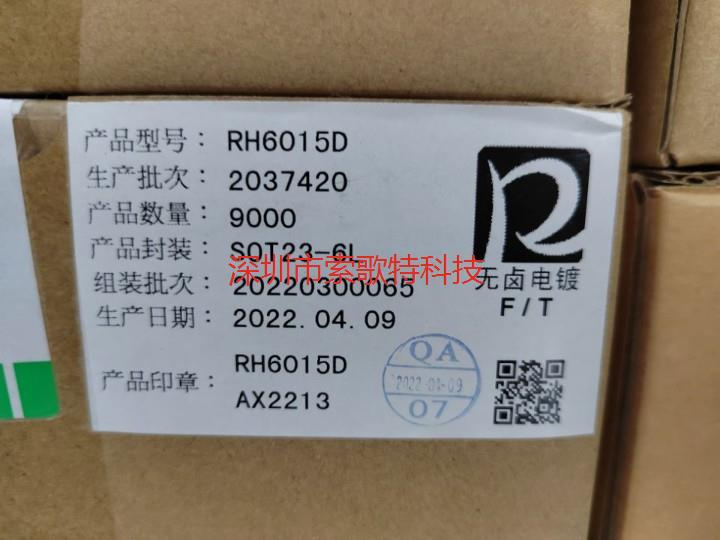 产品型号： RH6015D
生产批次： 2037420
产品数量： 9000
产品封装： SOT23-6L
深圳市索歌特科技
组装批次： 20220300065
生产日期： 2022.04.09
产品印章： RH6015D
AX2213
无卤电镀
F/T
QA
2022-04-09
07